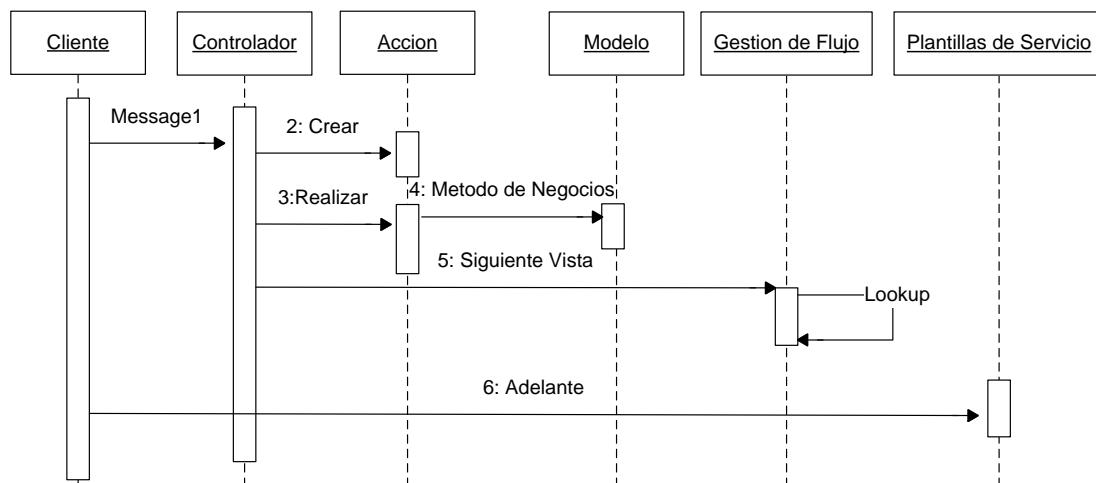 Cliente
Controlador
Accion
Modelo
Gestion de Flujo
Plantillas de Servicio
Message1
2: Crear
3:Realizar
4: Metodo de Negocios
5: Siguiente Vista
Lookup
6: Adelante